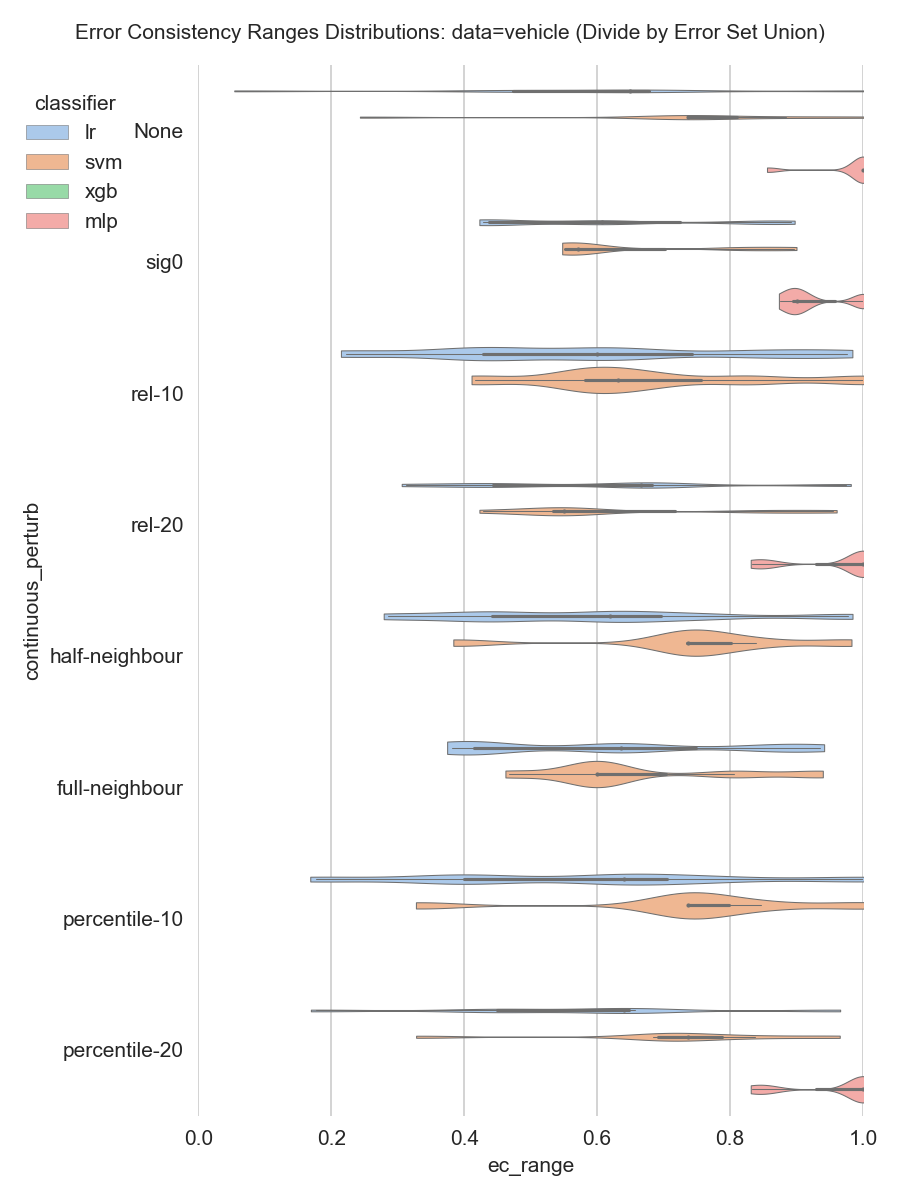 Error Consistency Ranges Distributions: data=vehicle (Divide by Error Set Union)
classifier
lr
svm
xgb
mlp
None
sig0
rel-10
rel-20
half-neighbour
full-neighbour
percentile-10
percentile-20
continuous_perturb
0.0 0.2 0.4 0.6 0.8 1.0
ec_range